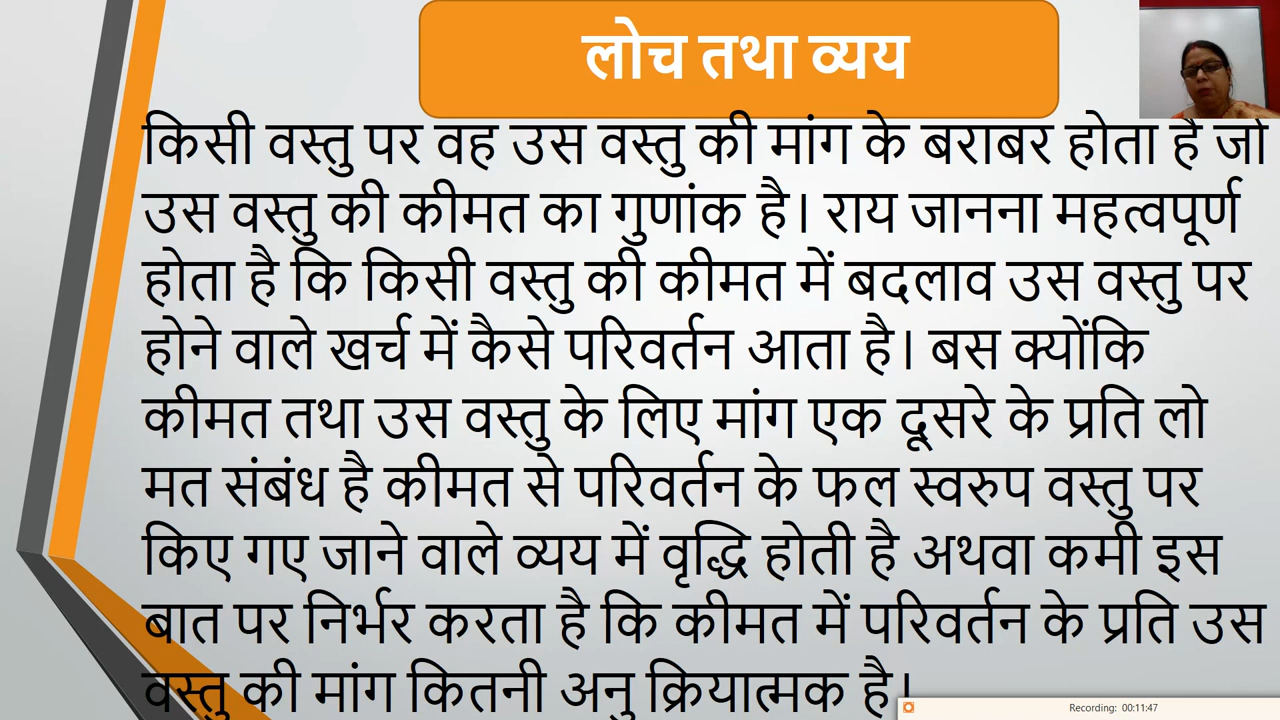 लोच तथा व्यय
किसी वस्तु पर वह उस वस्तु की मांग के बराबर होता है जो
उस वस्तु की कीमत का गुणांक है। राय जानना महत्वपूर्ण
होता है कि किसी वस्तु की कीमत में बदलाव उस वस्तु पर
होने वाले खर्च में कैसे परिवर्तन आता है। बस क्योंकि
कीमत तथा उस वस्तु के लिए मांग एक दूसरे के प्रति लो
मत संबंध है कीमत से परिवर्तन के फल स्वरुप वस्तु पर
किए गए जाने वाले व्यय में वृद्धि होती है अथवा कमी इस
बात पर निर्भर करता है कि कीमत में परिवर्तन के प्रति उस
वस्तु की मांग कितनी अनु क्रियात्मक है।
Recording: 00:11:47